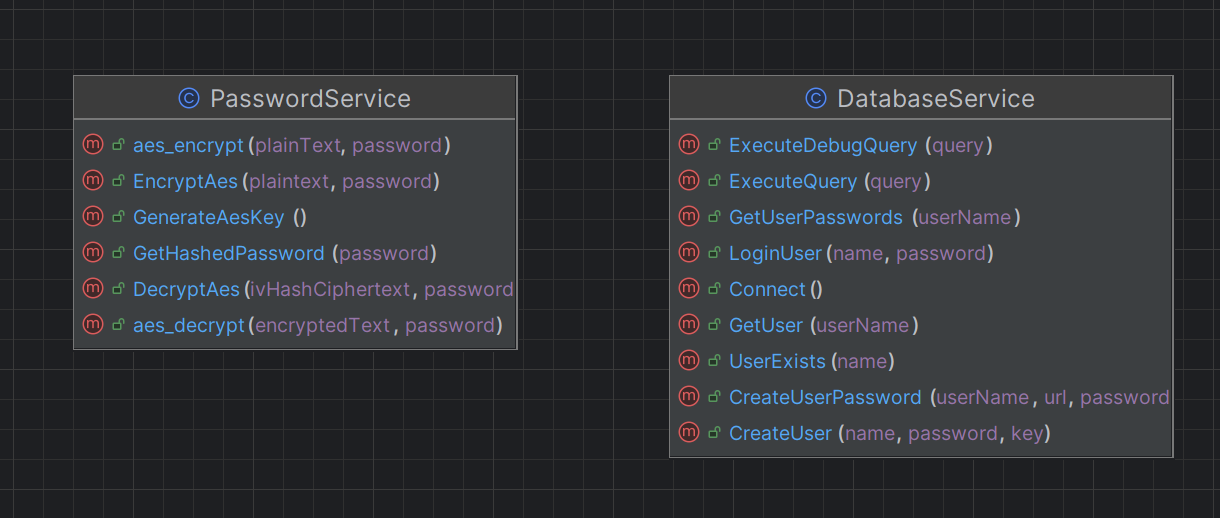 PasswordService
aes_encrypt(plainText, password)
EncryptAes(plaintext, password)
GenerateAesKey ()
GetHashedPassword (password)
DecryptAes(ivHashCiphertext, password
aes_decrypt(encryptedText, password)
DatabaseService
ExecuteDebugQuery (query)
ExecuteQuery (query)
GetUserPasswords (userName)
LoginUser(name, password)
Connect()
GetUser (userName)
UserExists (name)
CreateUserPassword (userName, url, password
CreateUser (name, password, key)